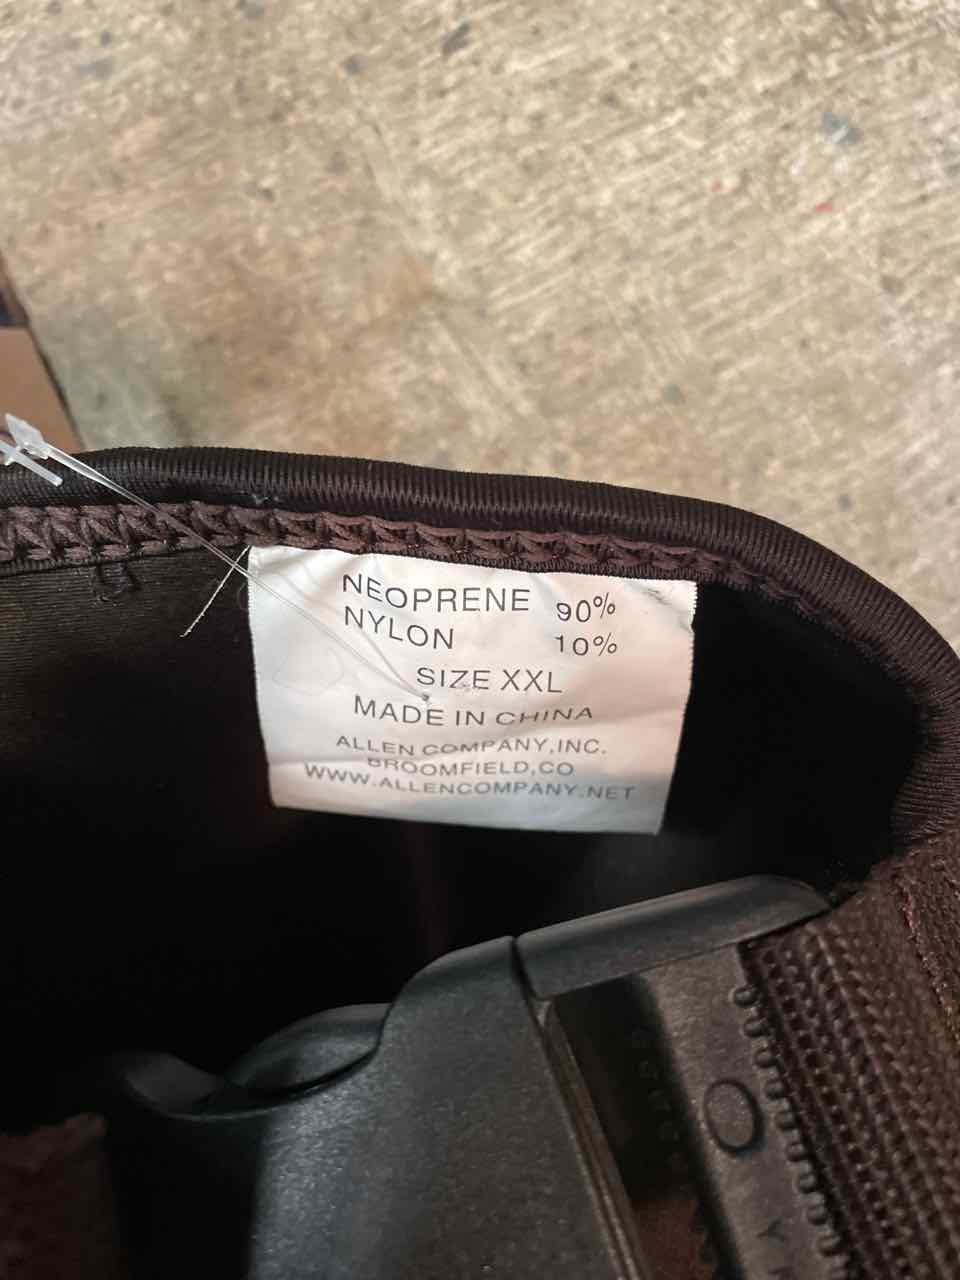 NEOPRENE 90%
NYLON 10%
SIZE XXL
MADE IN CHINA
ALLEN COMPANY, INC.
BROOMFIELD, CO
WWW.ALLENCOMPANY.NET